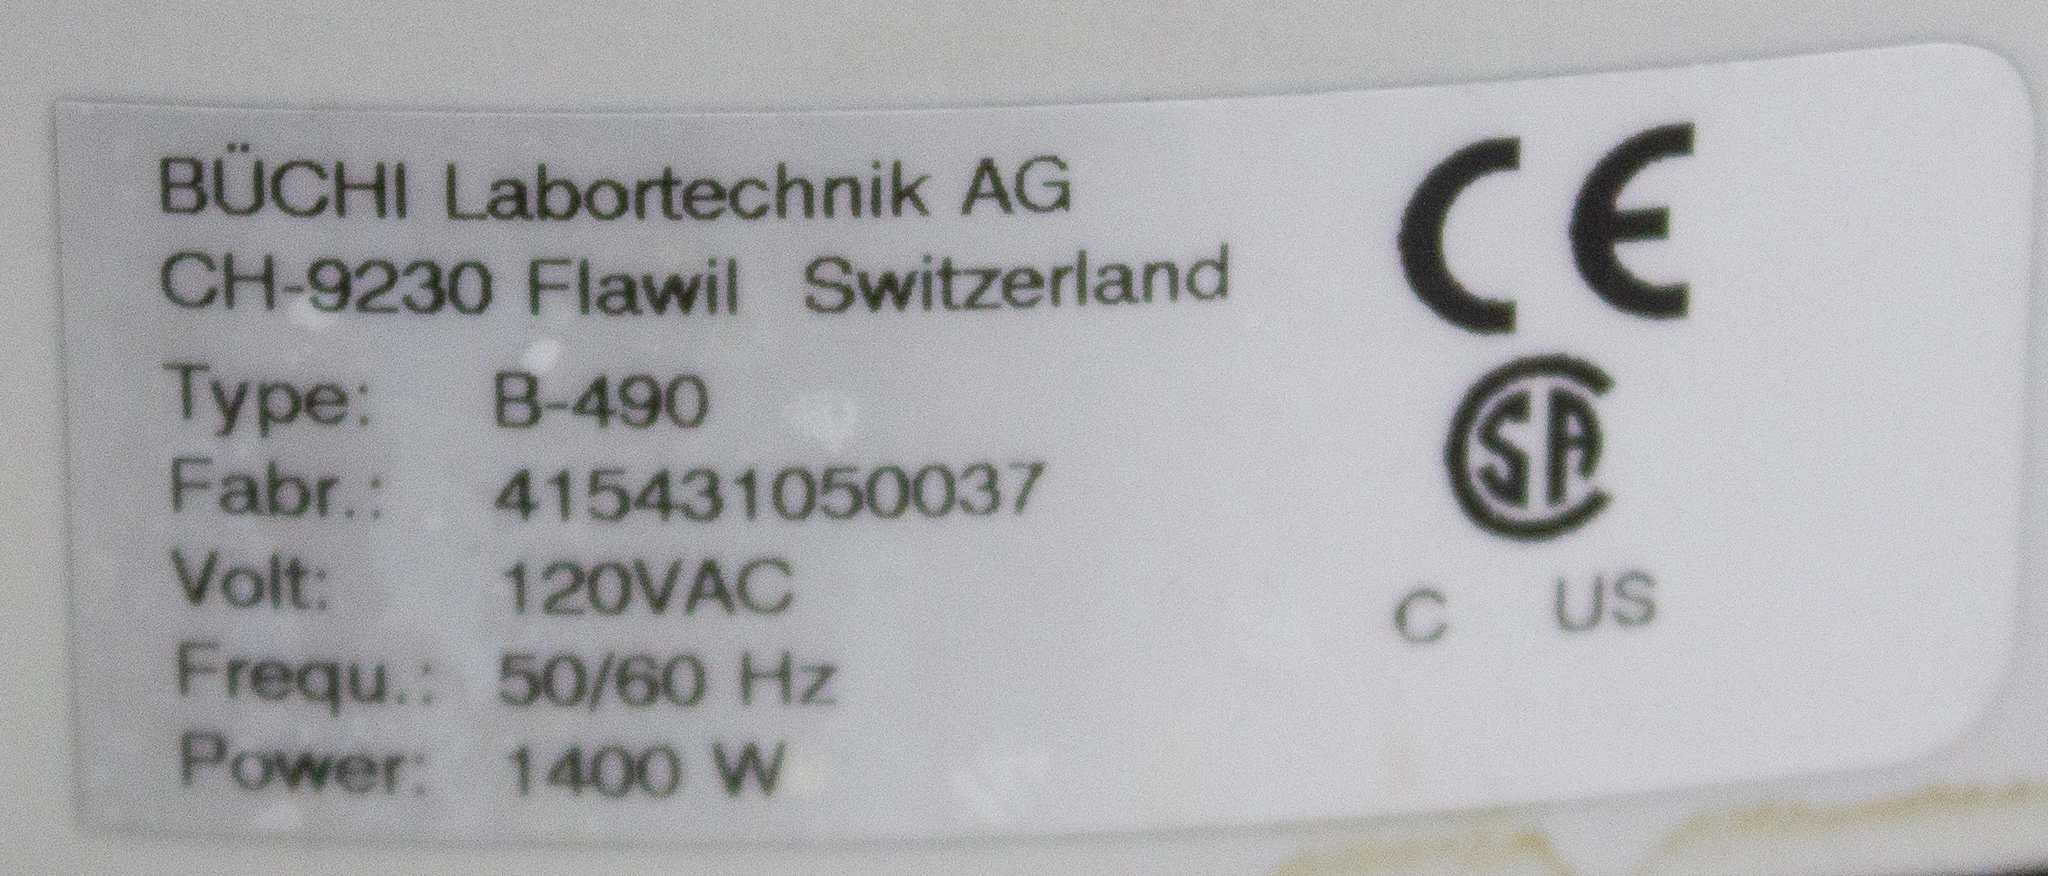 BÜCHI Labortechnik AG
CH-9230 Flawil Switzerland
Type: B-490
Fabr.: 415431050037
Volt: 120VAC
Frequ.: 50/60 Hz
Power: 1400 W
CE
CSA
C US